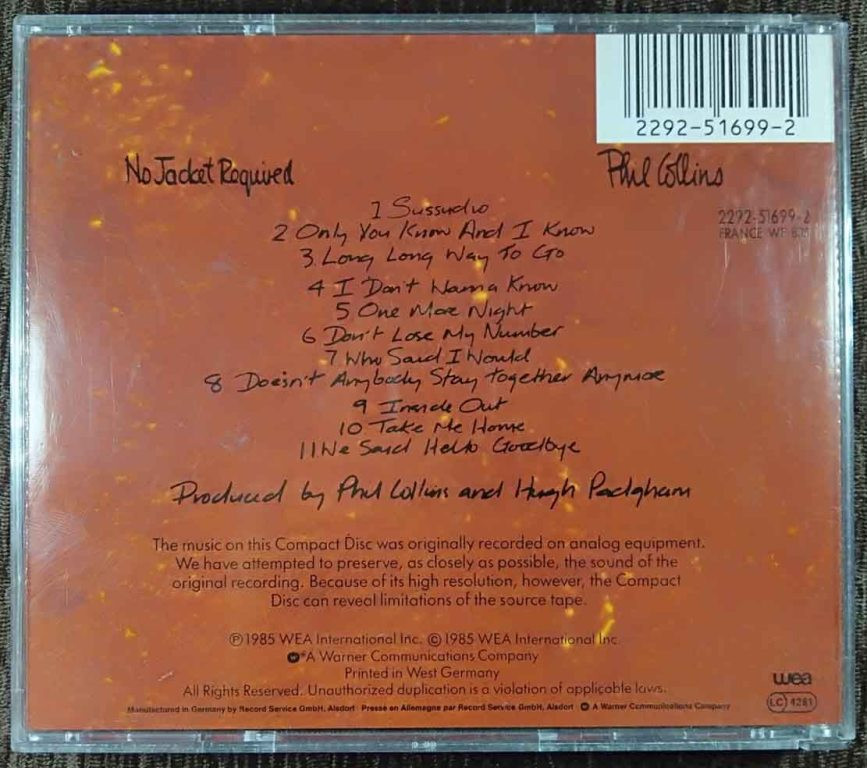 2292-51699-2
No Jacket Required
Phil Collins
1 Sussudio
2292-51699-2
2 Only You Know And I Know
FRANCE WE 831
3 Long Long Way To Go
4 I Don't Wanna Know
5 One More Night
6 Don't Lose My Number
7 Who Said I Would
8 Doesn't Anybody Stay Together Anymore
9 Inside Out
10 Take Me Home
11 We Said Hello Goodbye
Produced by Phil Collins and Hugh Padgham
The music on this Compact Disc was originally recorded on analog equipment.
We have attempted to preserve, as closely as possible, the sound of the
original recording. Because of its high resolution, however, the Compact
Disc can reveal limitations of the source tape.
Ⓟ1985 WEA International Inc. ©1985 WEA International Inc.
A Warner Communications Company
Printed in West Germany
All Rights Reserved. Unauthorized duplication is a violation of applicable laws.
wea
LC 4281
Manufactured in Germany by Record Service GmbH, Alsdorf Pressé en Allemagne par Record Service GmbH, Alsdorf A Warner Communications Company